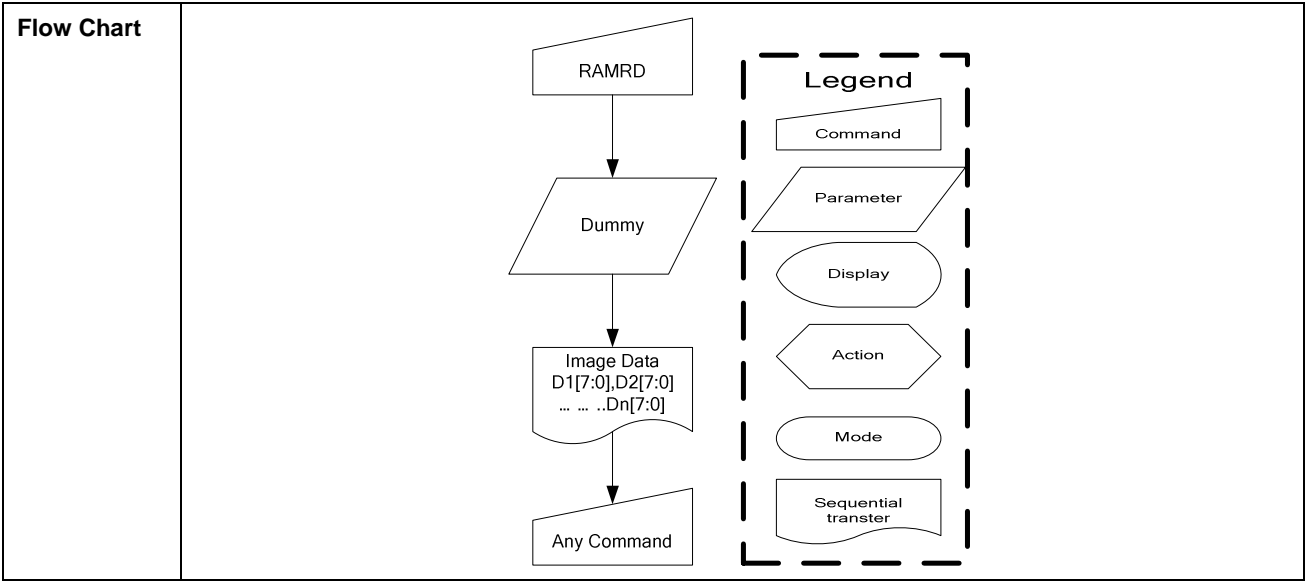 Flow Chart
RAMRD
Dummy
Image Data
D1[7:0],D2[7:0]
... ... ..Dn[7:0]
Any Command
Legend
Command
Parameter
Display
Action
Mode
Sequential
transter